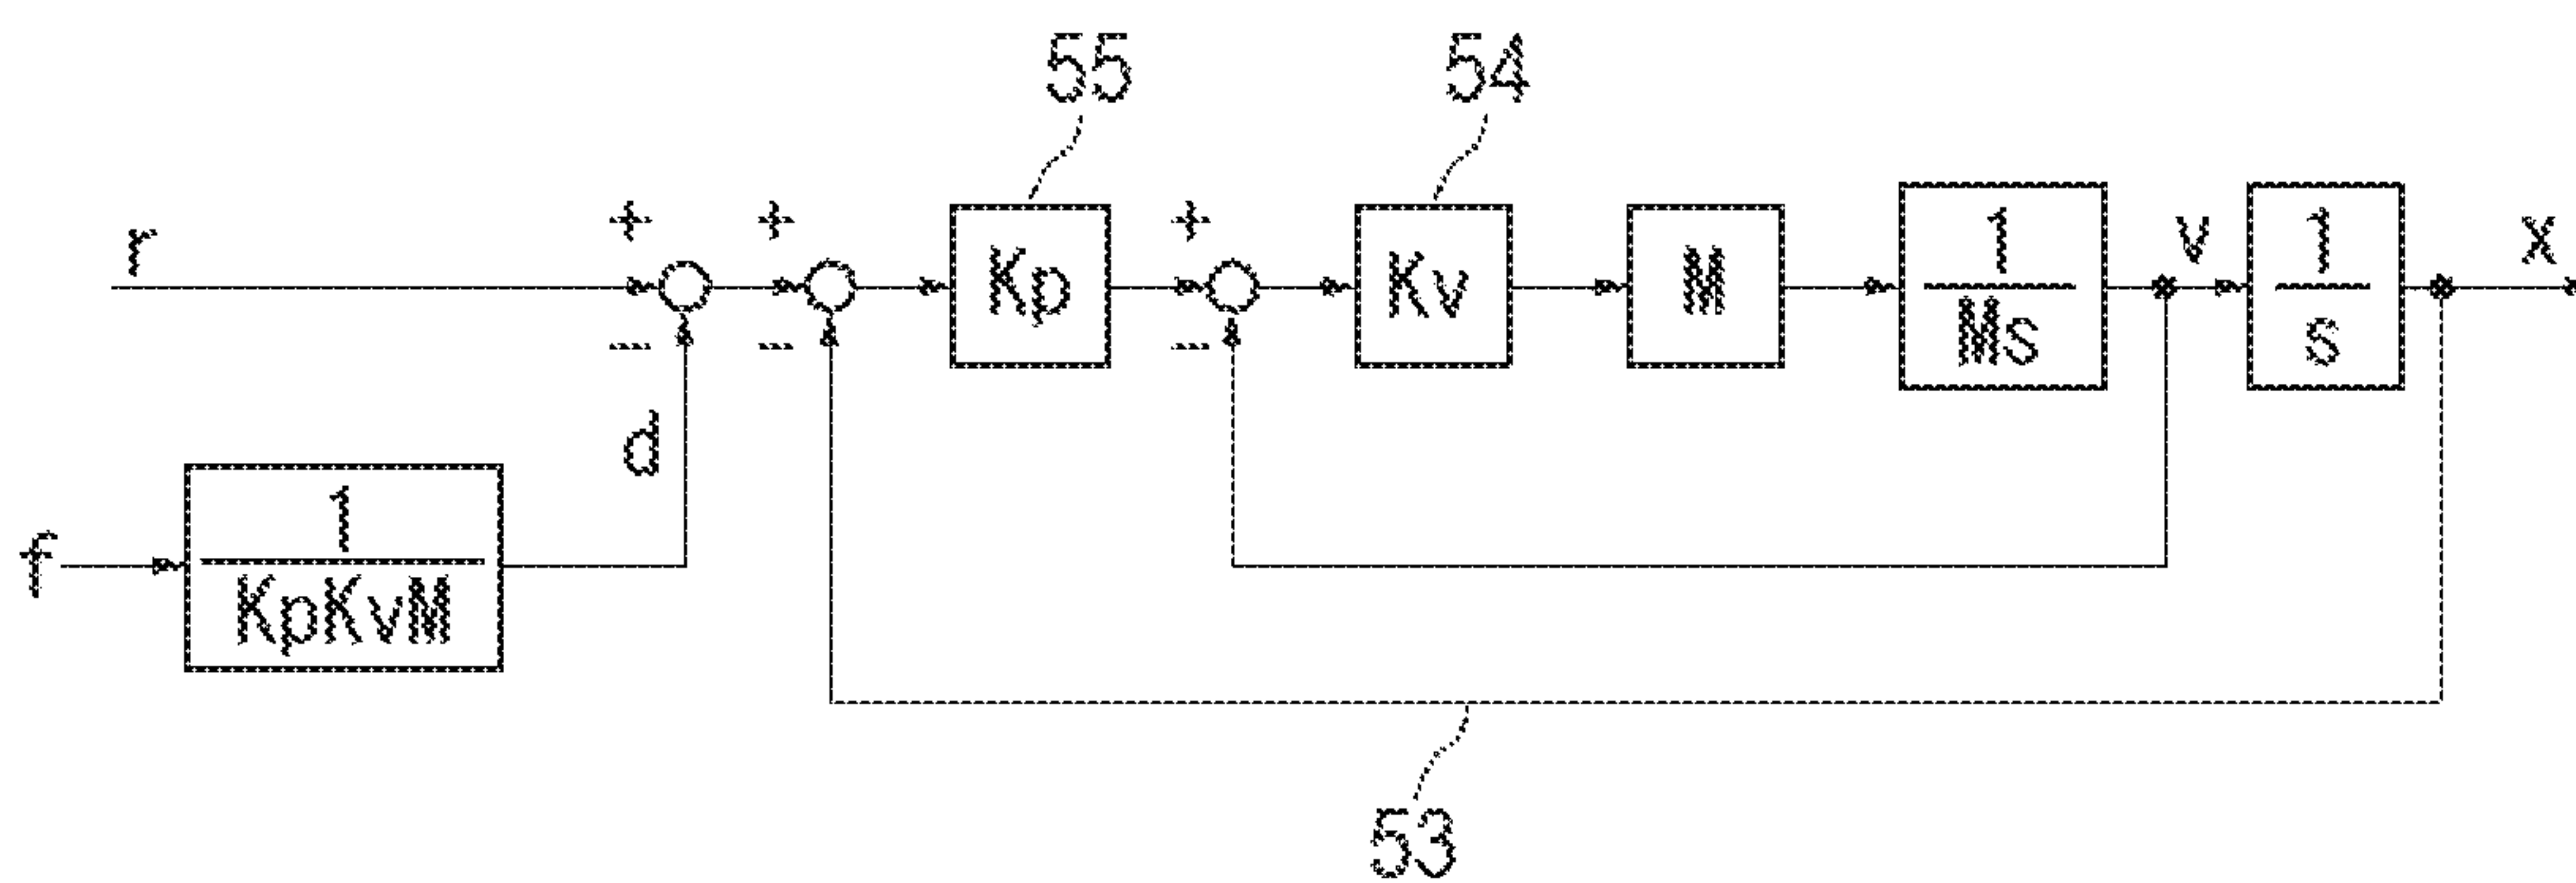 55 54
r + + Kp + Kv M 1/Ms v 1/s x
− − −
d
f 1/KpKvM
53